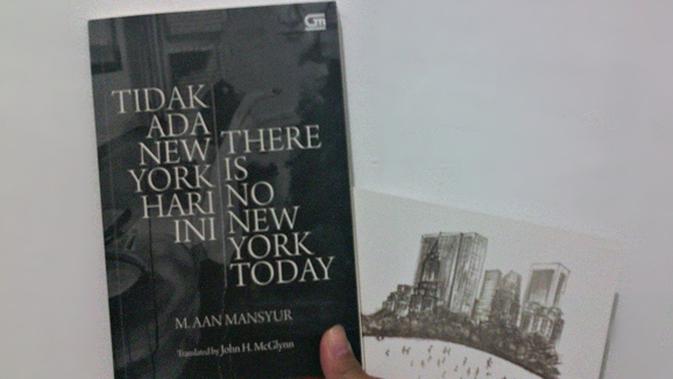 TIDAK
ADA
NEW
YORK
HARI
INI
THERE
IS
NO
NEW
YORK
TODAY
M. AAN MANSYUR
Translated by John H. McGlynn